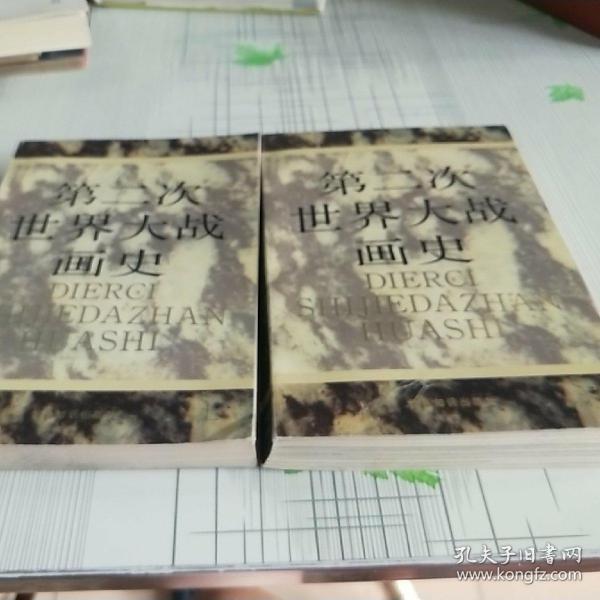 第二次
世界大战
画史
DIERCI
SHIJIEDAZHAN
HUASHI
第二次
世界大战
画史
DIERCI
SHIJIEDAZHAN
HUASHI
孔夫子旧书网
www.kongfz.com